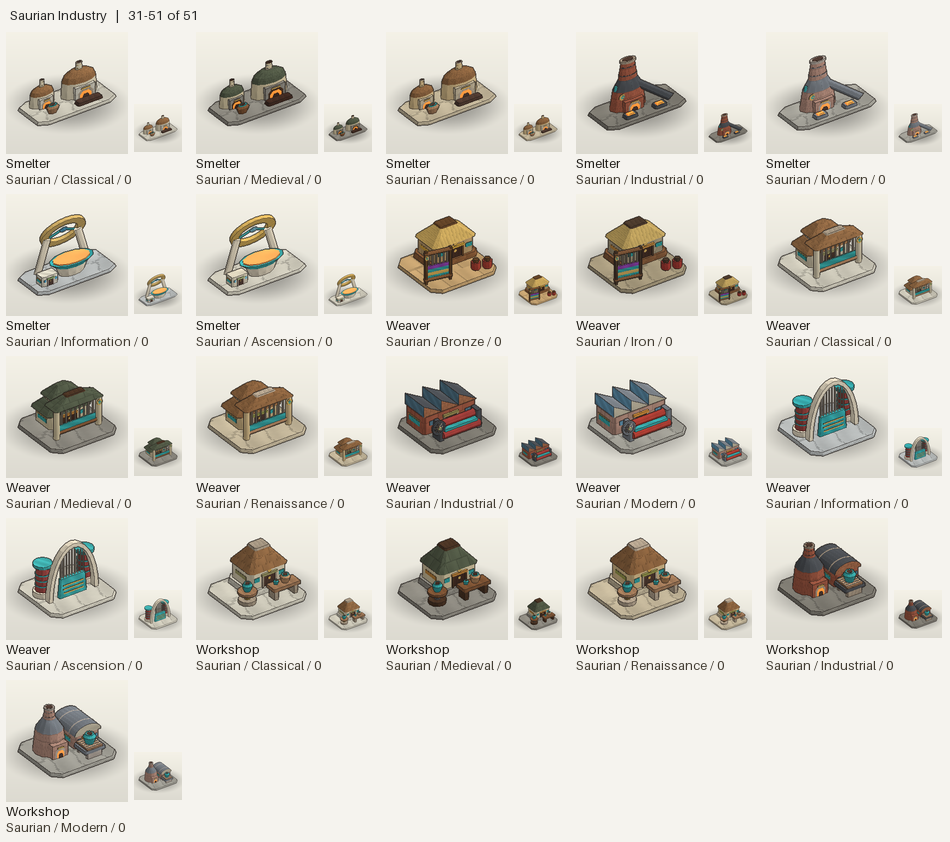 Saurian Industry | 31-51 of 51
Smelter
Saurian / Classical / 0
Smelter
Saurian / Medieval / 0
Smelter
Saurian / Renaissance / 0
Smelter
Saurian / Industrial / 0
Smelter
Saurian / Modern / 0
Smelter
Saurian / Information / 0
Smelter
Saurian / Ascension / 0
Weaver
Saurian / Bronze / 0
Weaver
Saurian / Iron / 0
Weaver
Saurian / Classical / 0
Weaver
Saurian / Medieval / 0
Weaver
Saurian / Renaissance / 0
Weaver
Saurian / Industrial / 0
Weaver
Saurian / Modern / 0
Weaver
Saurian / Information / 0
Weaver
Saurian / Ascension / 0
Workshop
Saurian / Classical / 0
Workshop
Saurian / Medieval / 0
Workshop
Saurian / Renaissance / 0
Workshop
Saurian / Industrial / 0
Workshop
Saurian / Modern / 0